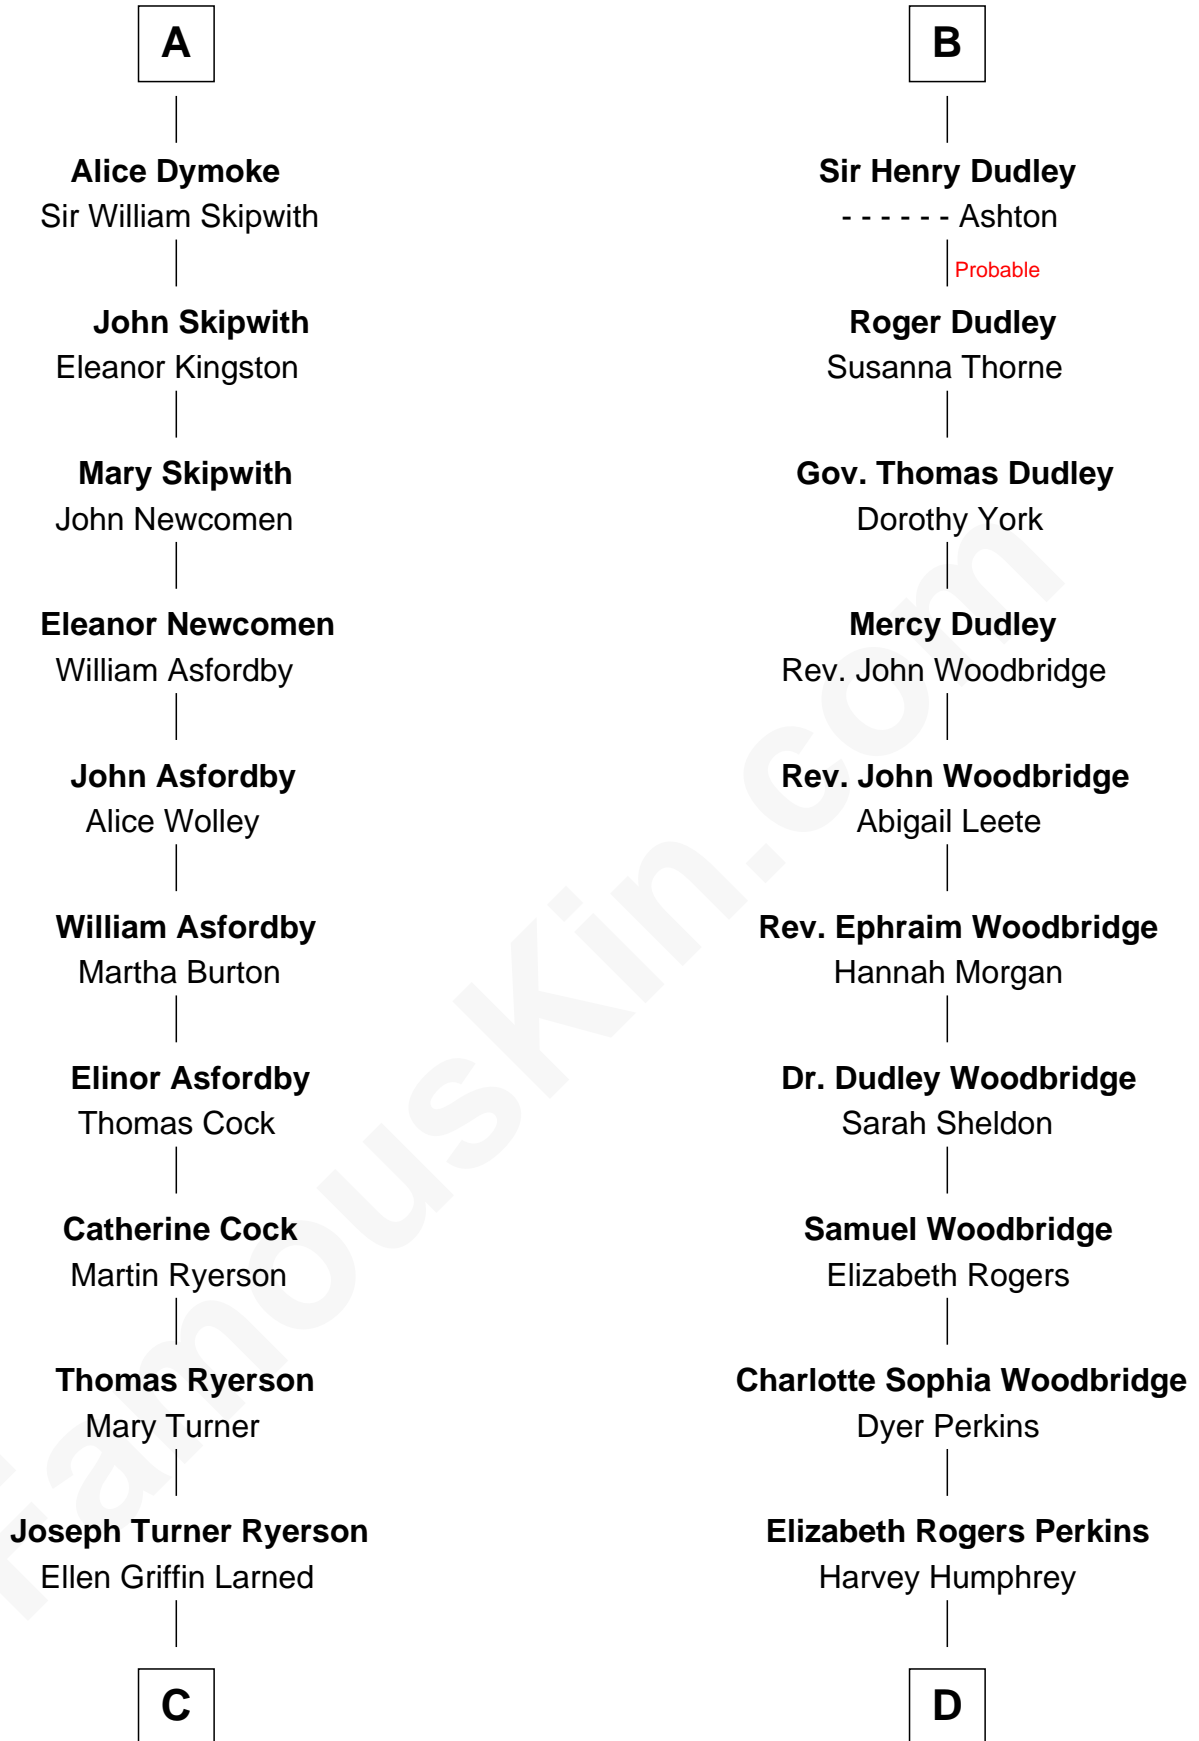 A
Alice Dymoke
Sir William Skipwith
John Skipwith
Eleanor Kingston
Mary Skipwith
John Newcomen
Eleanor Newcomen
William Asfordby
John Asfordby
Alice Wolley
William Asfordby
Martha Burton
Elinor Asfordby
Thomas Cock
Catherine Cock
Martin Ryerson
Thomas Ryerson
Mary Turner
Joseph Turner Ryerson
Ellen Griffin Larned
C
B
Sir Henry Dudley
- - - - - - Ashton
Probable
Roger Dudley
Susanna Thorne
Gov. Thomas Dudley
Dorothy York
Mercy Dudley
Rev. John Woodbridge
Rev. John Woodbridge
Abigail Leete
Rev. Ephraim Woodbridge
Hannah Morgan
Dr. Dudley Woodbridge
Sarah Sheldon
Samuel Woodbridge
Elizabeth Rogers
Charlotte Sophia Woodbridge
Dyer Perkins
Elizabeth Rogers Perkins
Harvey Humphrey
D
FamousKin.com